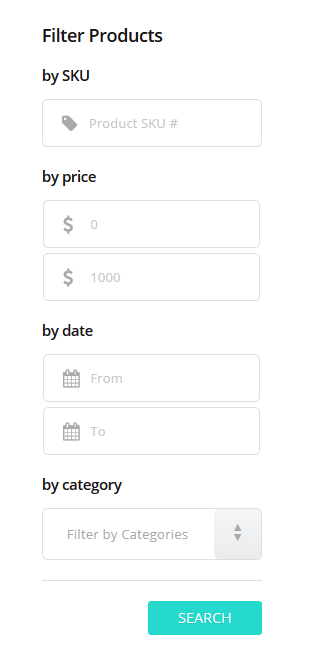 Filter Products
by SKU
Product SKU #
by price
$ 0
$ 1000
by date
From
To
by category
Filter by Categories
SEARCH